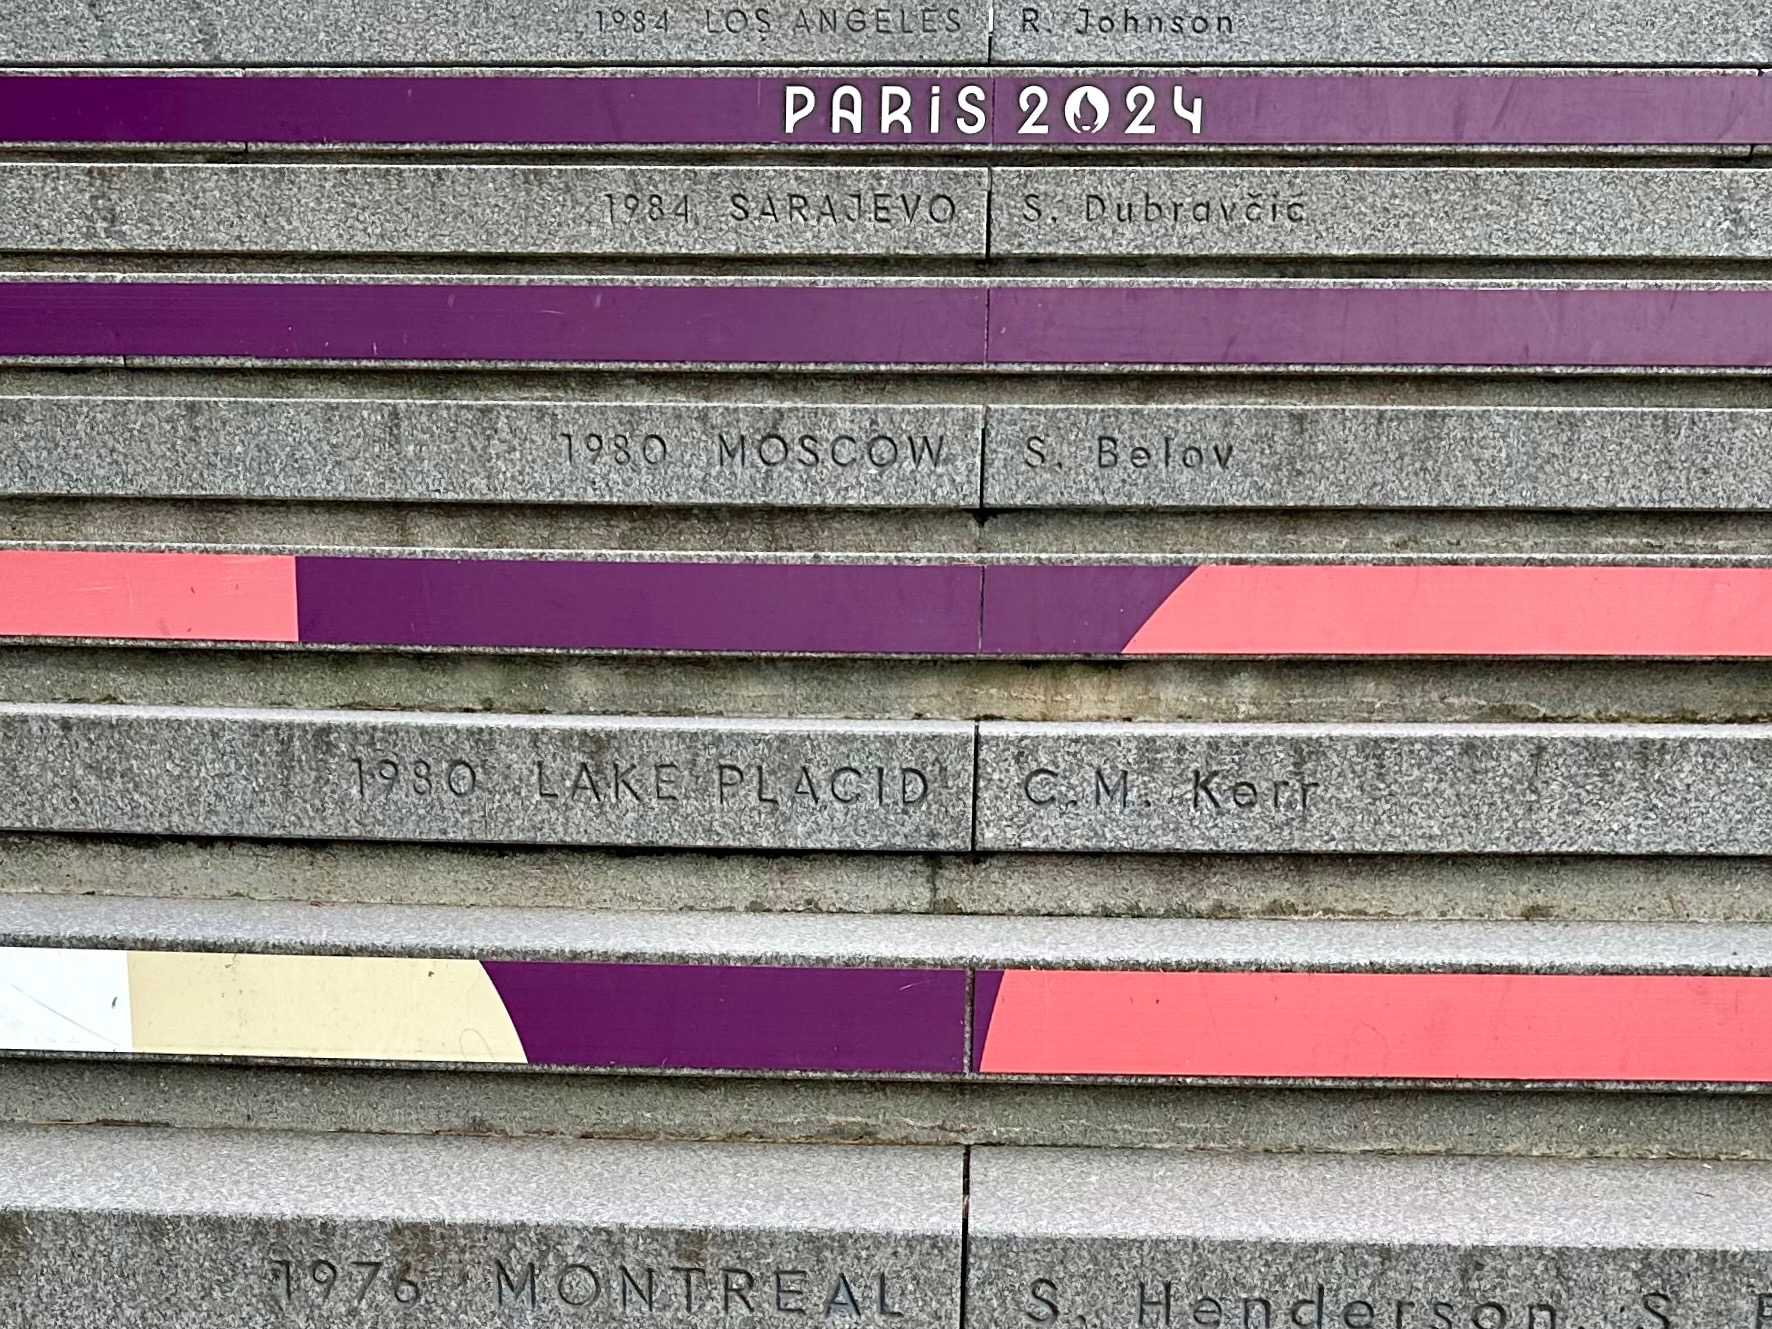 1984 LOS ANGELES R. Johnson
PARIS 2024
1984 SARAJEVO S. Dubravčić
1980 MOSCOW S. Belov
1980 LAKE PLACID C.M. Kerr
1976 MONTREAL S. Henderson, S